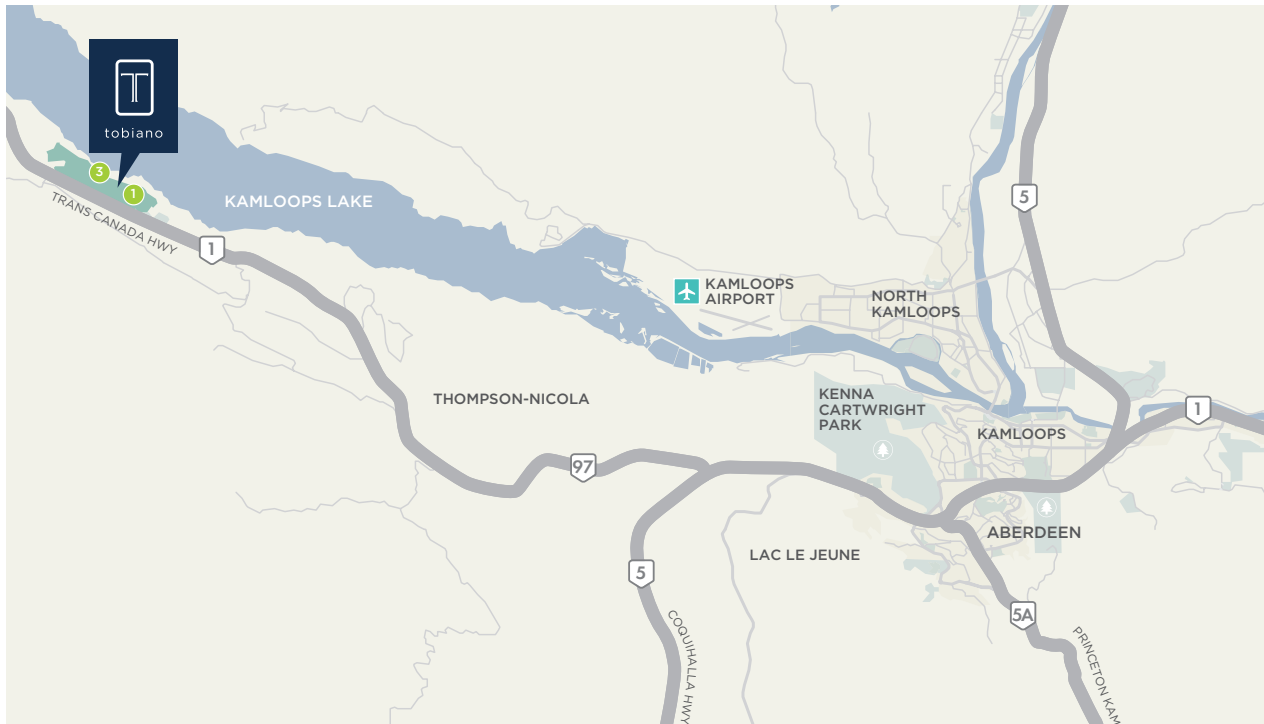 T
tobiano
3
1
TRANS CANADA HWY
1
KAMLOOPS LAKE
5
KAMLOOPS
AIRPORT
NORTH
KAMLOOPS
THOMPSON-NICOLA
KENNA
CARTWRIGHT
PARK
1
KAMLOOPS
97
ABERDEEN
LAC LE JEUNE
5
5A
COQUIHALLA HWY
PRINCETON KAM